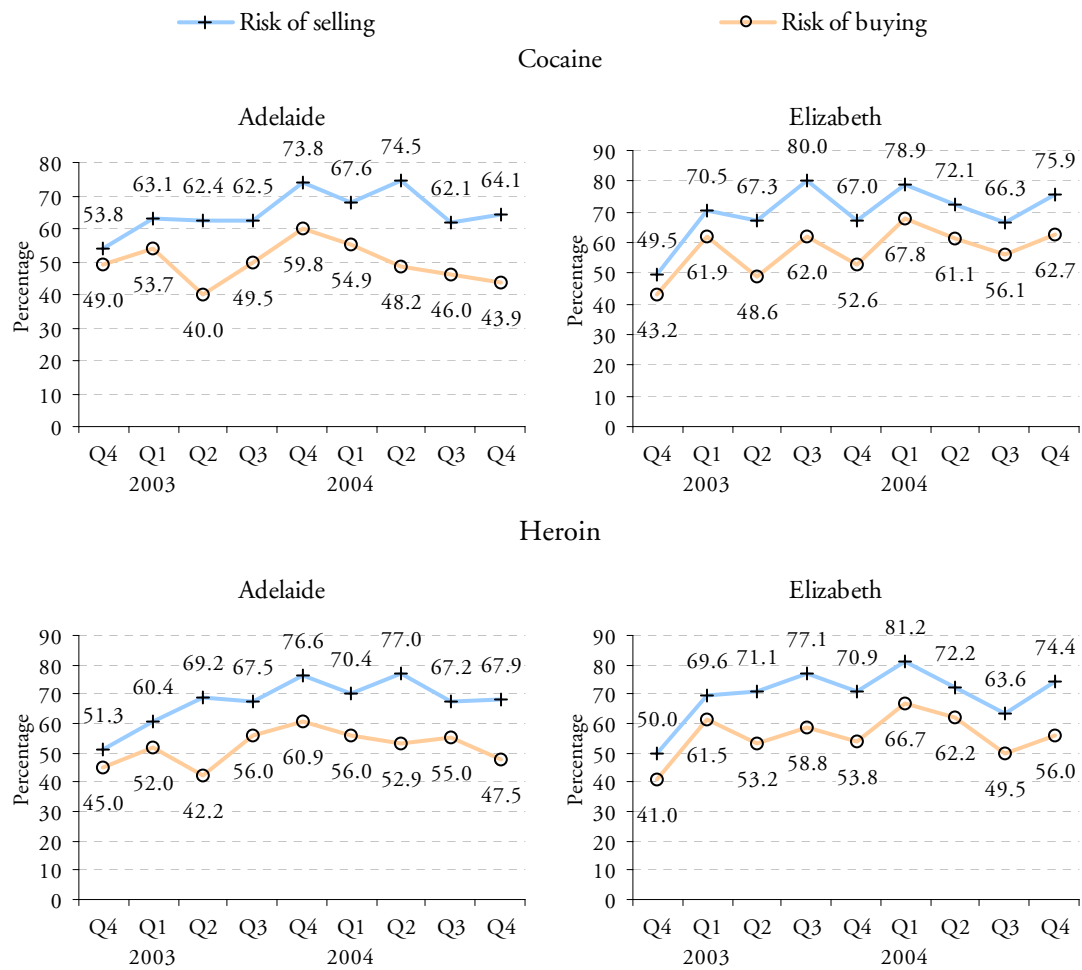 Risk of selling Risk of buying
Cocaine
Adelaide
Percentage
80
70
60
50
40
30
20
10
0
53.8 63.1 62.4 62.5 73.8 67.6 74.5 62.1 64.1
49.0 53.7 40.0 49.5 59.8 54.9 48.2 46.0 43.9
Q4 Q1 Q2 Q3 Q4 Q1 Q2 Q3 Q4
2003 2004
Elizabeth
Percentage
90
80
70
60
50
40
30
20
10
0
49.5 70.5 67.3 80.0 67.0 78.9 72.1 66.3 75.9
43.2 61.9 48.6 62.0 52.6 67.8 61.1 56.1 62.7
Q4 Q1 Q2 Q3 Q4 Q1 Q2 Q3 Q4
2003 2004
Heroin
Adelaide
Percentage
90
80
70
60
50
40
30
20
10
0
51.3 60.4 69.2 67.5 76.6 70.4 77.0 67.2 67.9
45.0 52.0 42.2 56.0 60.9 56.0 52.9 55.0 47.5
Q4 Q1 Q2 Q3 Q4 Q1 Q2 Q3 Q4
2003 2004
Elizabeth
Percentage
90
80
70
60
50
40
30
20
10
0
50.0 69.6 71.1 77.1 70.9 81.2 72.2 63.6 74.4
41.0 61.5 53.2 58.8 53.8 66.7 62.2 49.5 56.0
Q4 Q1 Q2 Q3 Q4 Q1 Q2 Q3 Q4
2003 2004